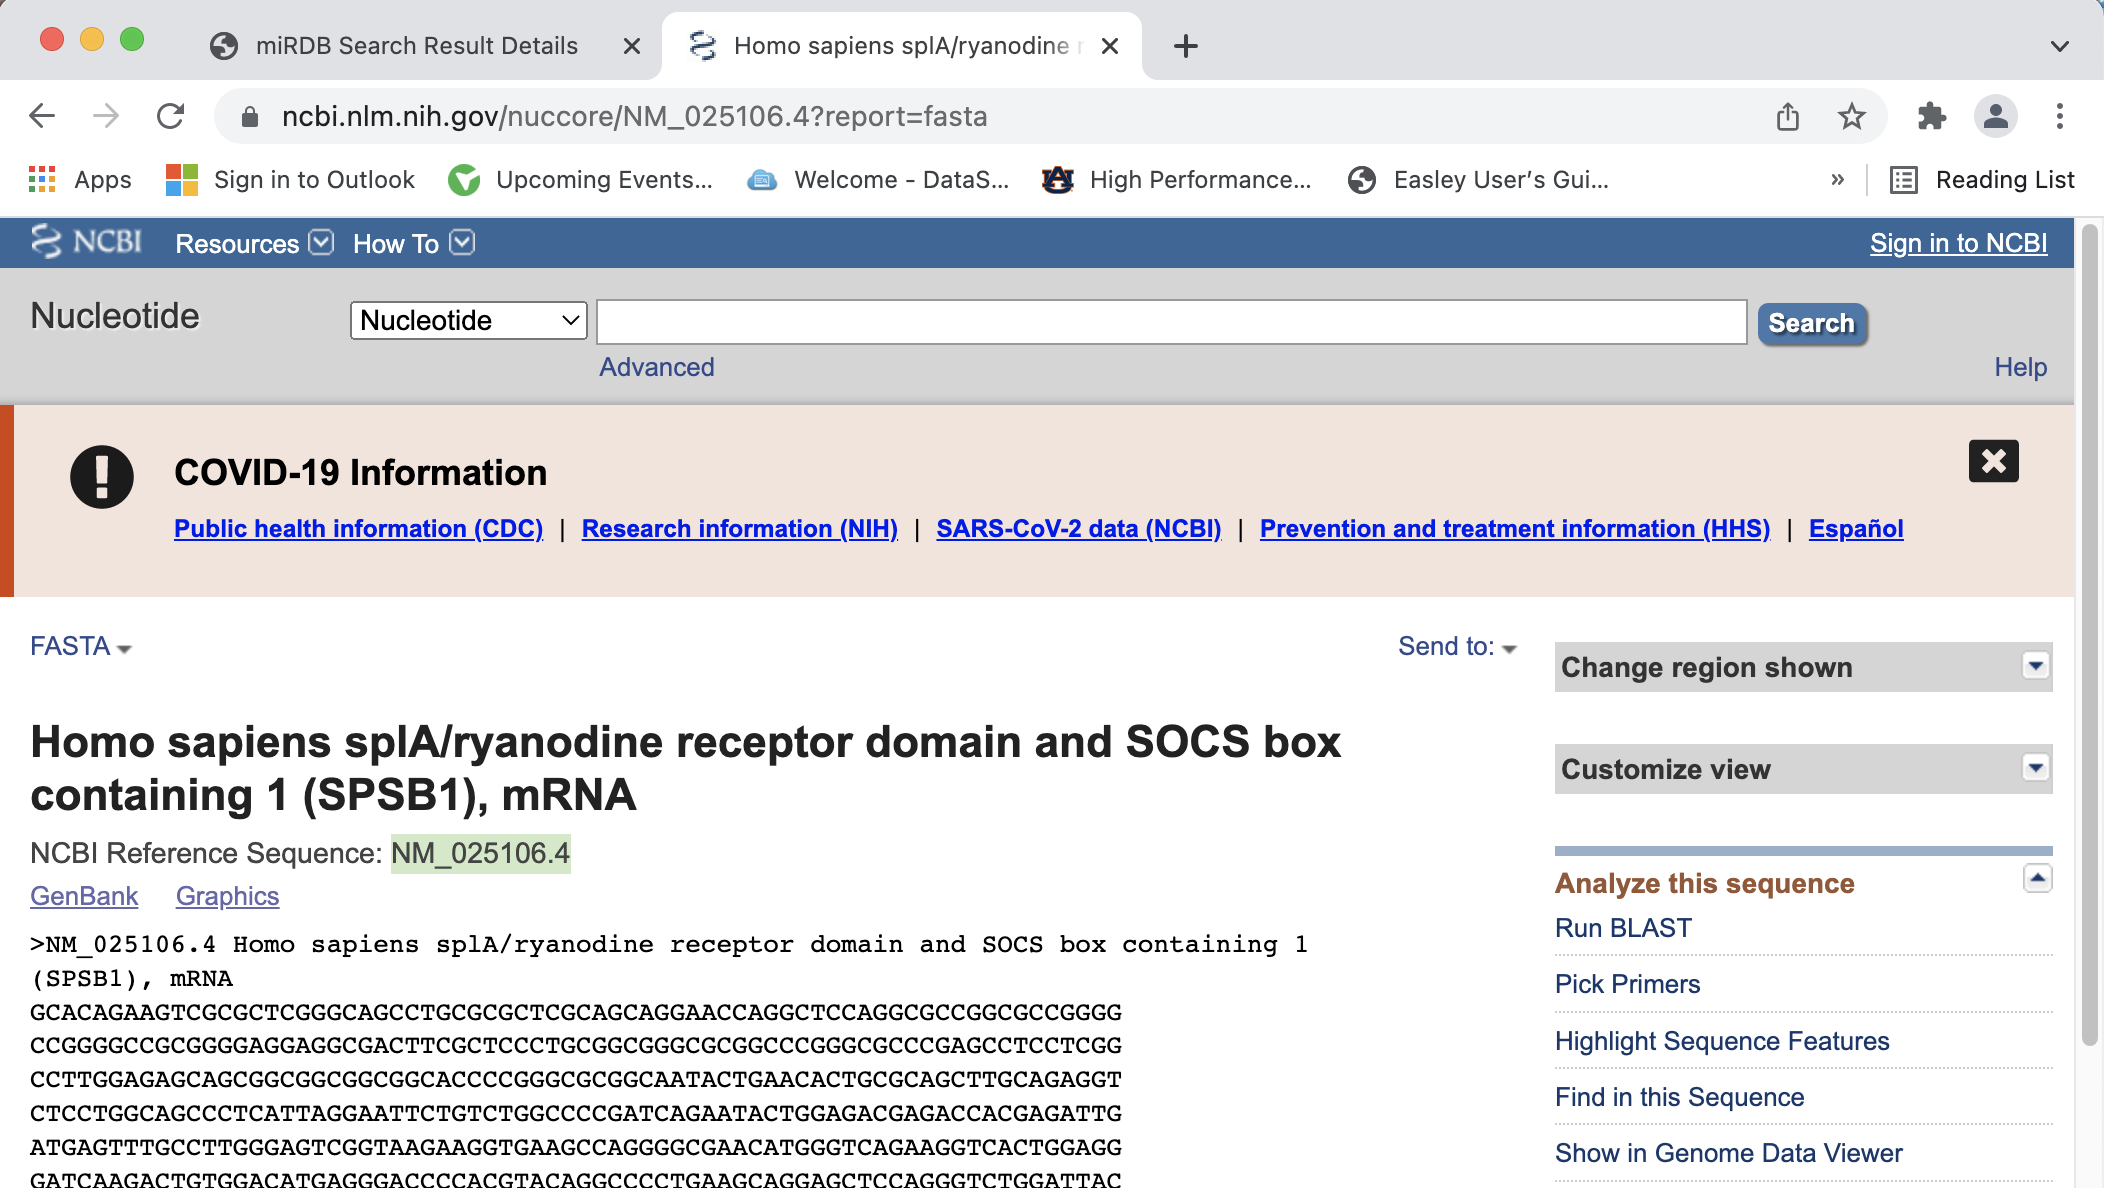 miRDB Search Result Details
Homo sapiens splA/ryanodine r
ncbi.nlm.nih.gov/nuccore/NM_025106.4?report=fasta
Apps Sign in to Outlook Upcoming Events... Welcome - DataS... High Performance... Easley User's Gui... » Reading List
NCBI Resources How To Sign in to NCBI
Nucleotide Nucleotide Search
Advanced Help
COVID-19 Information
Public health information (CDC) | Research information (NIH) | SARS-CoV-2 data (NCBI) | Prevention and treatment information (HHS) | Español
FASTA Send to:
Change region shown
Customize view
Homo sapiens splA/ryanodine receptor domain and SOCS box
containing 1 (SPSB1), mRNA
NCBI Reference Sequence: NM_025106.4
GenBank Graphics
>NM_025106.4 Homo sapiens splA/ryanodine receptor domain and SOCS box containing 1
(SPSB1), mRNA
GCACAGAAGTCGCGCTCGGGCAGCCTGCGCGCTCGCAGCAGGAACCAGGCTCCAGGCGCCGGCGCCGGGG
CCGGGGCCGCGGGGAGGAGGCGACTTCGCTCCCTGCGGCGGGCGCGGCCCGGGCGCCCGAGCCTCCTCGG
CCTTGGAGAGCAGCGGCGGCGGCGGCACCCCGGGCGCGGCAATACTGAACACTGCGCAGCTTGCAGAGGT
CTCCTGGCAGCCCTCATTAGGAATTCTGTCTGGCCCCGATCAGAATACTGGAGACGAGACCACGAGATTG
ATGAGTTTGCCTTGGGAGTCGGTAAGAAGGTGAAGCCAGGGGCGAACATGGGTCAGAAGGTCACTGGAGG
GATCAAGACTGTGGACATGAGGGACCCCACGTACAGGCCCCTGAAGCAGGAGCTCCAGGGTCTGGATTAC
Analyze this sequence
Run BLAST
Pick Primers
Highlight Sequence Features
Find in this Sequence
Show in Genome Data Viewer